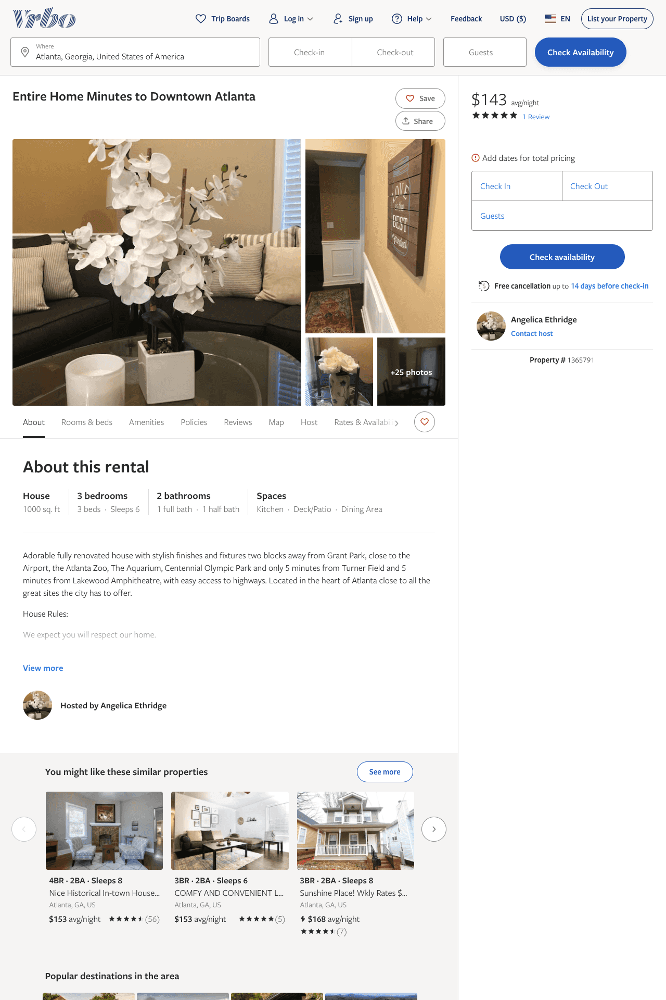 Vrbo
Trip Boards
Log in
Sign up
Help
Feedback
USD ($)
EN
List your Property
Where
Atlanta, Georgia, United States of America
Check-in
Check-out
Guests
Check Availability
Entire Home Minutes to Downtown Atlanta
Save
Share
LOVE
is the
BEST
Ingredient
+25 photos
$143 avg/night
1 Review
Add dates for total pricing
Check In
Check Out
Guests
Check availability
Free cancellation up to 14 days before check-in
Angelica Ethridge
Contact host
Property # 1365791
About
Rooms & beds
Amenities
Policies
Reviews
Map
Host
Rates & Availabili
About this rental
House
1000 sq. ft
3 bedrooms
3 beds · Sleeps 6
2 bathrooms
1 full bath · 1 half bath
Spaces
Kitchen · Deck/Patio · Dining Area
Adorable fully renovated house with stylish finishes and fixtures two blocks away from Grant Park, close to the
Airport, the Atlanta Zoo, The Aquarium, Centennial Olympic Park and only 5 minutes from Turner Field and 5
minutes from Lakewood Amphitheatre, with easy access to highways. Located in the heart of Atlanta close to all the
great sites the city has to offer.
House Rules:
We expect you will respect our home.
View more
Hosted by Angelica Ethridge
You might like these similar properties
See more
4BR · 2BA · Sleeps 8
Nice Historical In-town House...
Atlanta, GA, US
$153 avg/night
(56)
3BR · 2BA · Sleeps 6
COMFY AND CONVENIENT L...
Atlanta, GA, US
$153 avg/night
(5)
3BR · 2BA · Sleeps 8
Sunshine Place! Wkly Rates $...
Atlanta, GA, US
$168 avg/night
(7)
Popular destinations in the area